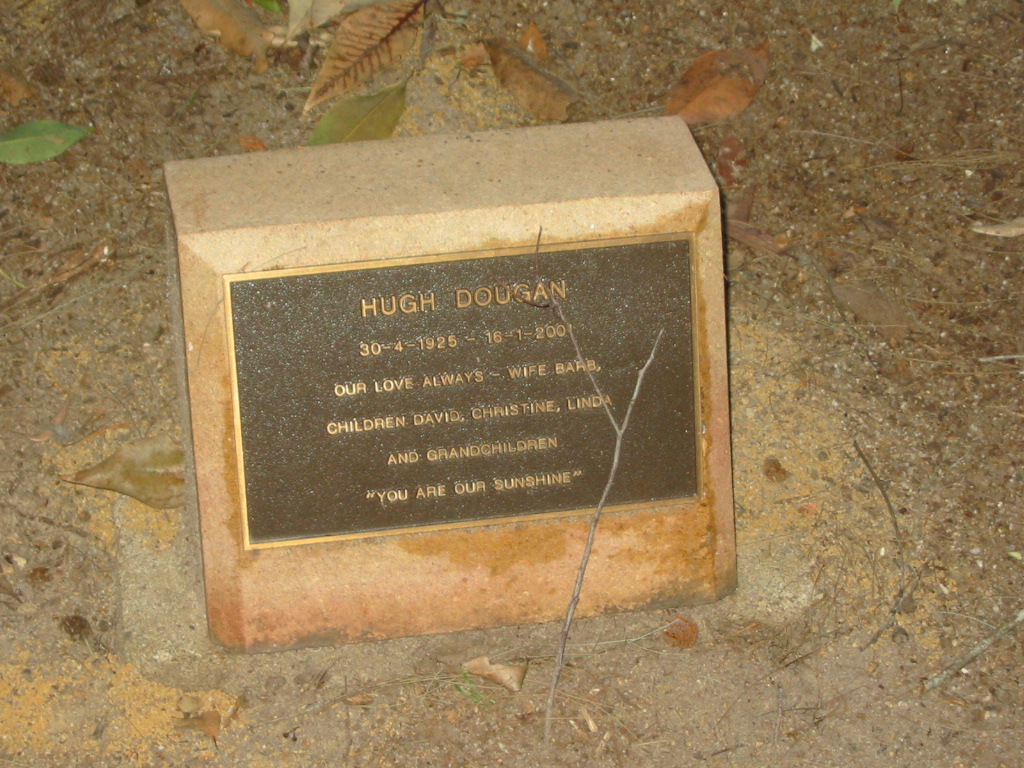 HUGH DOUGAN
30-4-1925 - 16-1-2001
OUR LOVE ALWAYS - WIFE BARB,
CHILDREN DAVID, CHRISTINE, LINDA
AND GRANDCHILDREN
"YOU ARE OUR SUNSHINE"